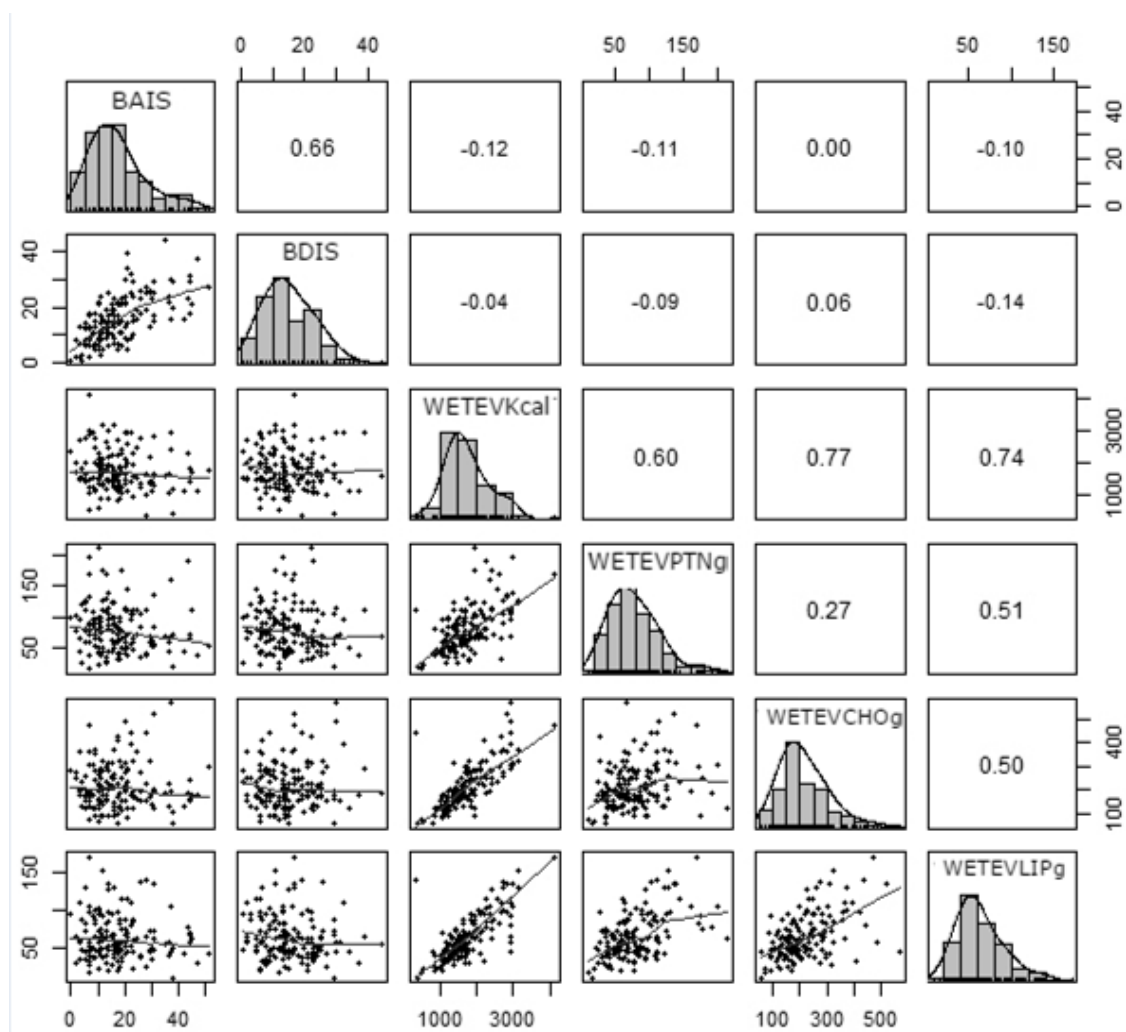 0 20 40 50 150 50 150
BAIS 0.66 -0.12 -0.11 0.00 -0.10 0 20 40
0 20 40 BDIS -0.04 -0.09 0.06 -0.14
WETEVKcal 0.60 0.77 0.74 1000 3000
50 150 WETEVPTNg 0.27 0.51
WETEVCHOg 0.50 100 400
50 150 WETEVLIPg
0 20 40 1000 3000 100 300 500